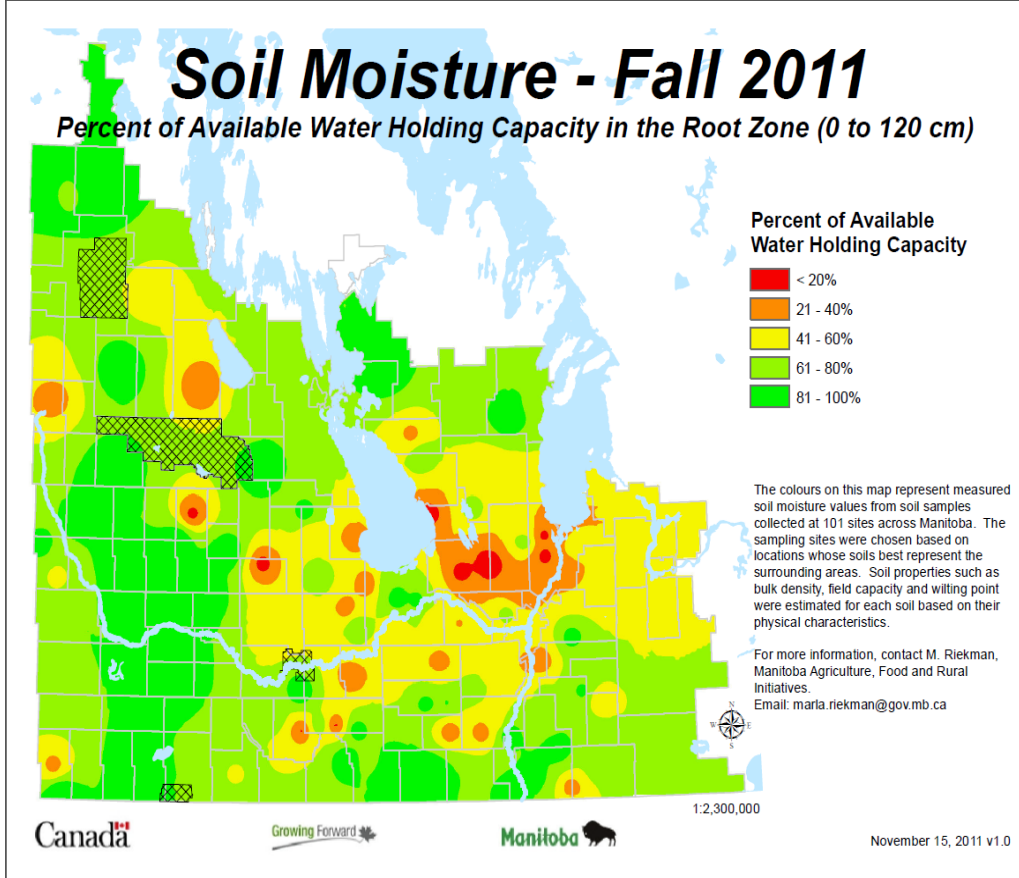 Soil Moisture - Fall 2011
Percent of Available Water Holding Capacity in the Root Zone (0 to 120 cm)
Percent of Available
Water Holding Capacity
< 20%
21 - 40%
41 - 60%
61 - 80%
81 - 100%
The colours on this map represent measured
soil moisture values from soil samples
collected at 101 sites across Manitoba. The
sampling sites were chosen based on
locations whose soils best represent the
surrounding areas. Soil properties such as
bulk density, field capacity and wilting point
were estimated for each soil based on their
physical characteristics.
For more information, contact M. Riekman,
Manitoba Agriculture, Food and Rural
Initiatives.
Email: marla.riekman@gov.mb.ca
N
W E
S
1:2,300,000
Canada
Growing Forward
Manitoba
November 15, 2011 v1.0